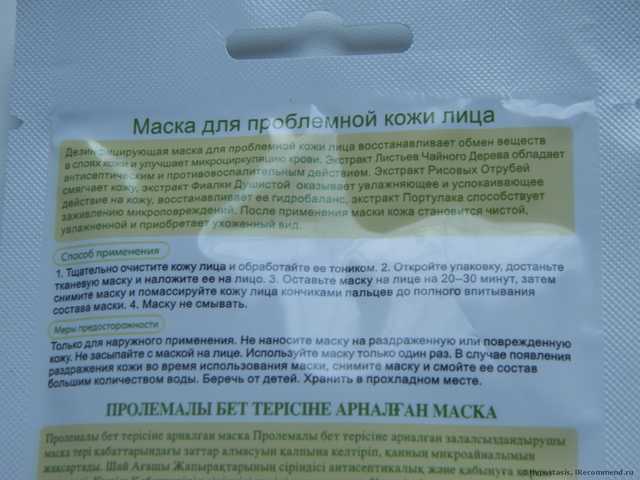 Маска для проблемной кожи лица
Дезинфицирующая маска для проблемной кожи лица восстанавливает обмен веществ
в слоях кожи и улучшает микроциркуляцию крови. Экстракт Листьев Чайного Дерева обладает
антисептическим и противовоспалительным действием. Экстракт Рисовых Отрубей
смягчает кожу, экстракт Фиалки Душистой оказывает увлажняющее и успокаивающее
действие на кожу, восстанавливает ее гидробаланс, экстракт Портулака способствует
заживлению микроповреждений. После применения маски кожа становится чистой,
увлажненной и приобретает ухоженный вид.
Способ применения
1. Тщательно очистите кожу лица и обработайте ее тоником. 2. Откройте упаковку, достаньте
тканевую маску и наложите ее на лицо. 3. Оставьте маску на лице на 20–30 минут, затем
снимите маску и помассируйте кожу лица кончиками пальцев до полного впитывания
состава маски. 4. Маску не смывать.
Меры предосторожности
Только для наружного применения. Не наносите маску на раздраженную или поврежденную
кожу. Не засыпайте с маской на лице. Используйте маску только один раз. В случае появления
раздражения кожи во время использования маски, снимите маску и смойте ее состав
большим количеством воды. Беречь от детей. Хранить в прохладном месте.
ПРОЛЕМАЛЫ БЕТ ТЕРІСІНЕ АРНАЛҒАН МАСКА
Пролемалы бет терісіне арналған маска Пролемалы бет терісіне арналған залалсыздандырушы
маска тері қабаттарындағы заттар алмасуын қалпына келтіріп, қанның микроайналымын
жақсартады. Шай Ағашы Жапырақтарының сіріндісі антисептикалық және қабынуға
© Hypostasis, IRecommend.ru